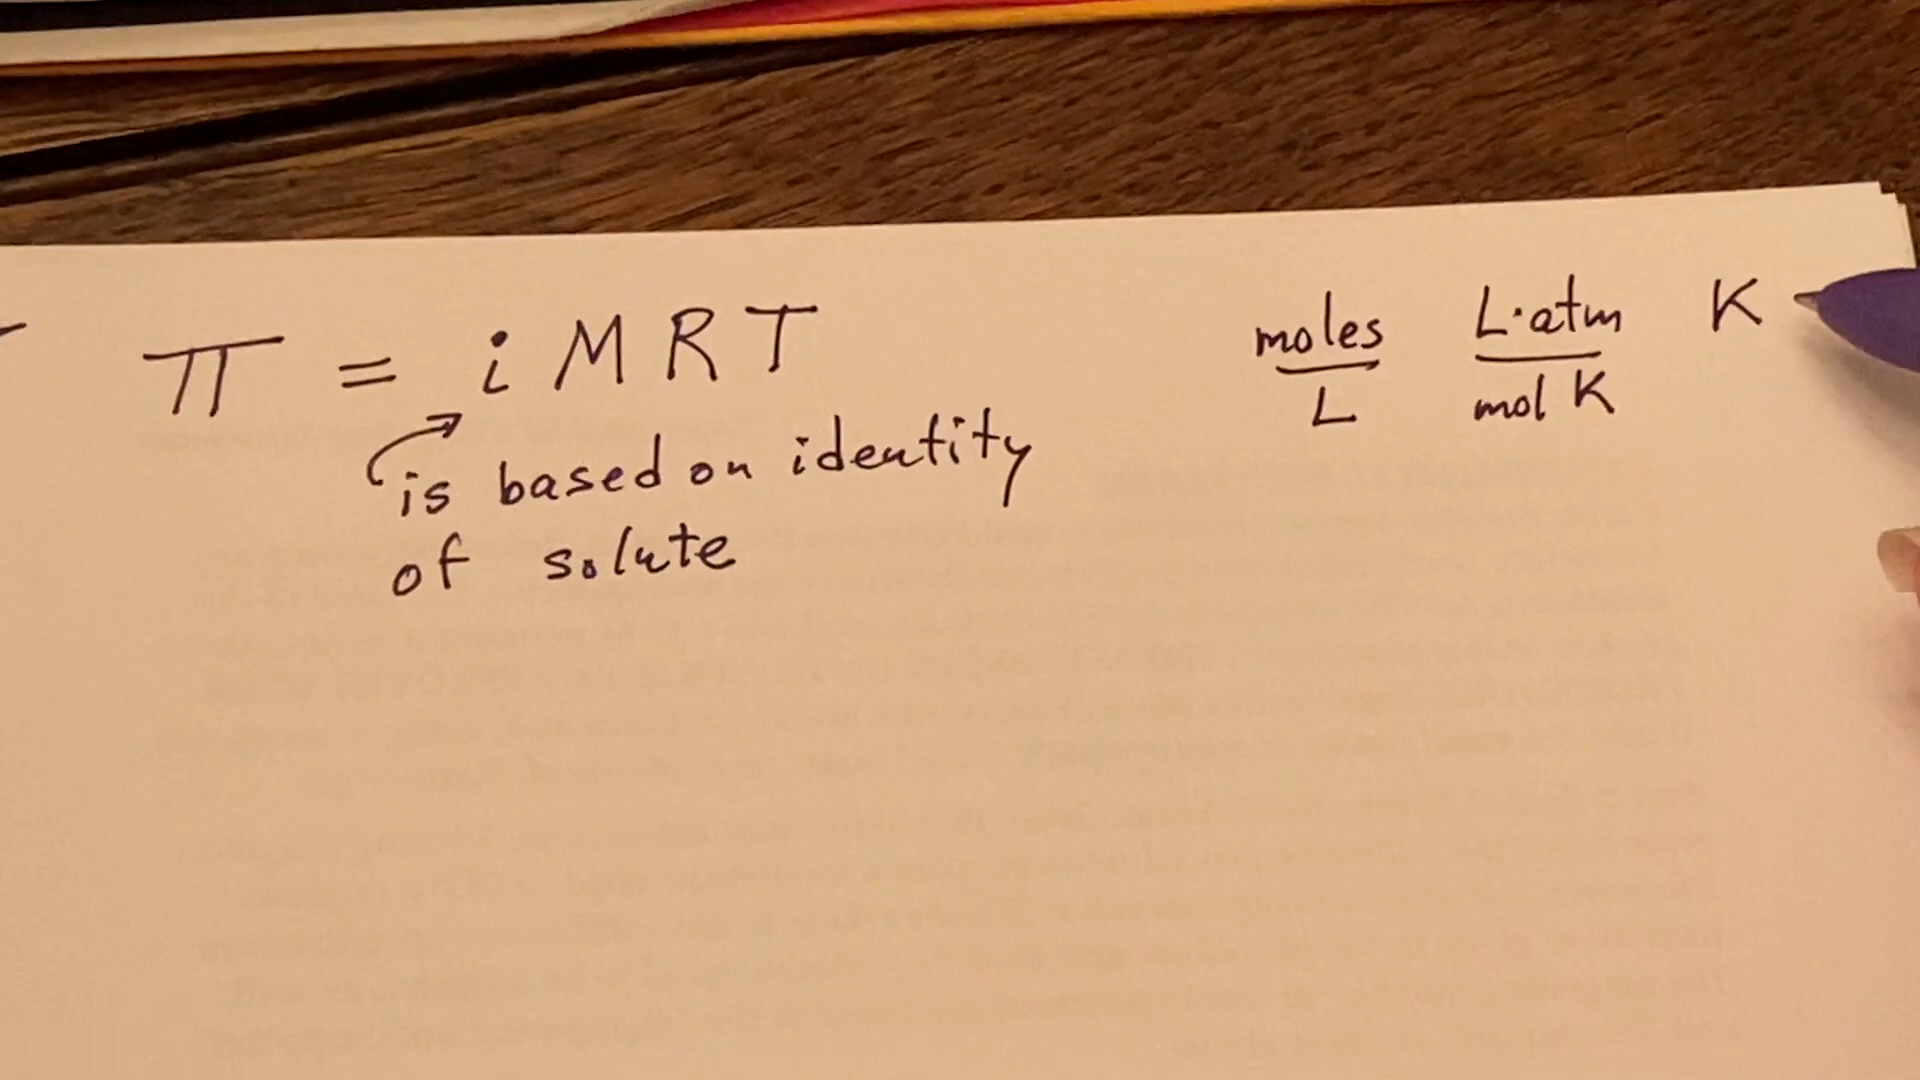 π = i M R T
is based on identity
of solute
moles L·atm K
L mol K